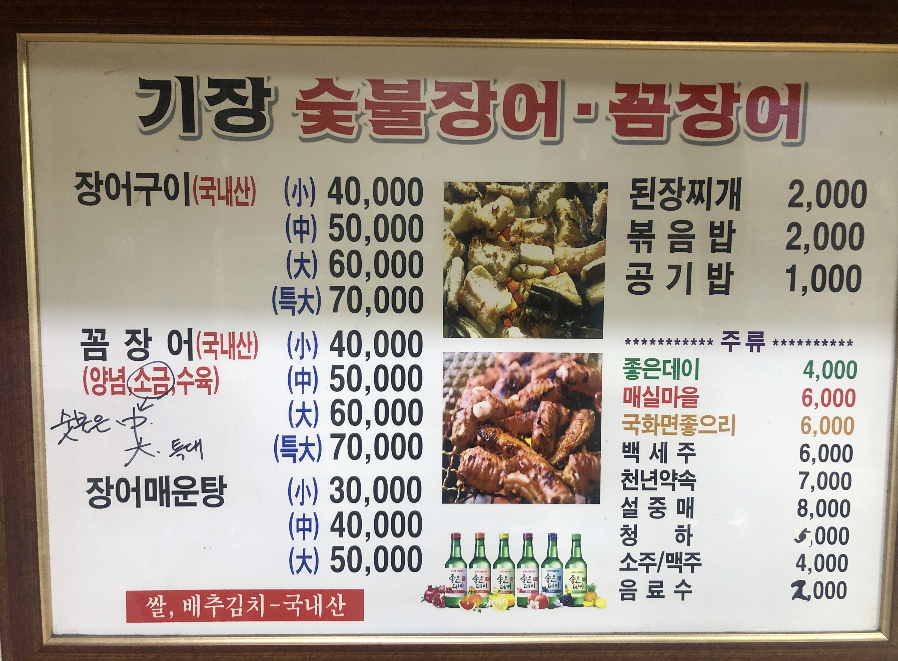 기장 숯불장어·꼼장어
장어구이(국내산) (小) 40,000
(中) 50,000
(大) 60,000
(특大) 70,000
꼼장어(국내산) (小) 40,000
(양념,소금,수육) (中) 50,000
(大) 60,000
中.
大. 특대
(특大) 70,000
장어매운탕 (小) 30,000
(中) 40,000
(大) 50,000
쌀, 배추김치-국내산
된장찌개 2,000
볶음밥 2,000
공기밥 1,000
*********** 주류 **********
좋은데이 4,000
매실마을 6,000
국화면좋으리 6,000
백세주 6,000
천년약속 7,000
설중매 8,000
청하 5,000
소주/맥주 4,000
음료수 2,000